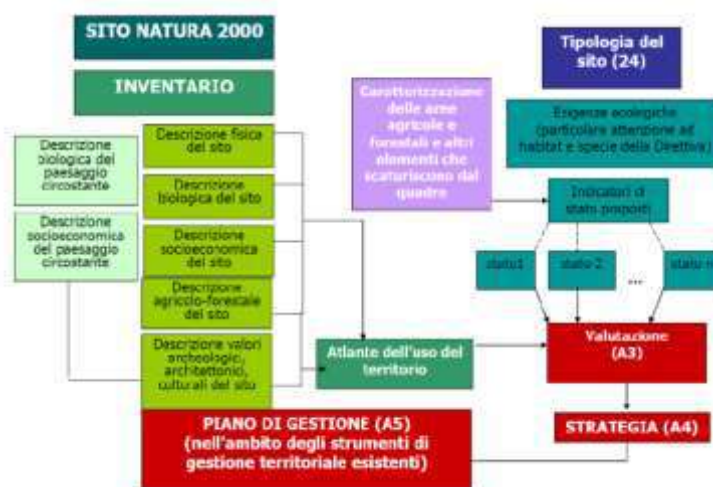 SITO NATURA 2000
INVENTARIO
Descrizione
biologica del
paesaggio
circostante
Descrizione
socioeconomica
del paesaggio
circostante
Descrizione fisica
del sito
Descrizione
biologica del sito
Descrizione
socioeconomica
del sito
Descrizione
agricolo-forestale
del sito
Descrizione valori
archeologici,
architettonici,
culturali del sito
Caratterizzazione
delle aree
agricole e
forestali e altri
elementi che
scaturiscono dal
quadro
Tipologia del
sito (24)
Esigenze ecologiche
(particolare attenzione ad
habitat e specie della Direttiva)
Indicatori di
stato proposti
stato1
stato 2
...
stato n
Atlante dell'uso del
territorio
Valutazione
(A3)
STRATEGIA (A4)
PIANO DI GESTIONE (A5)
(nell'ambito degli strumenti di
gestione territoriale esistenti)